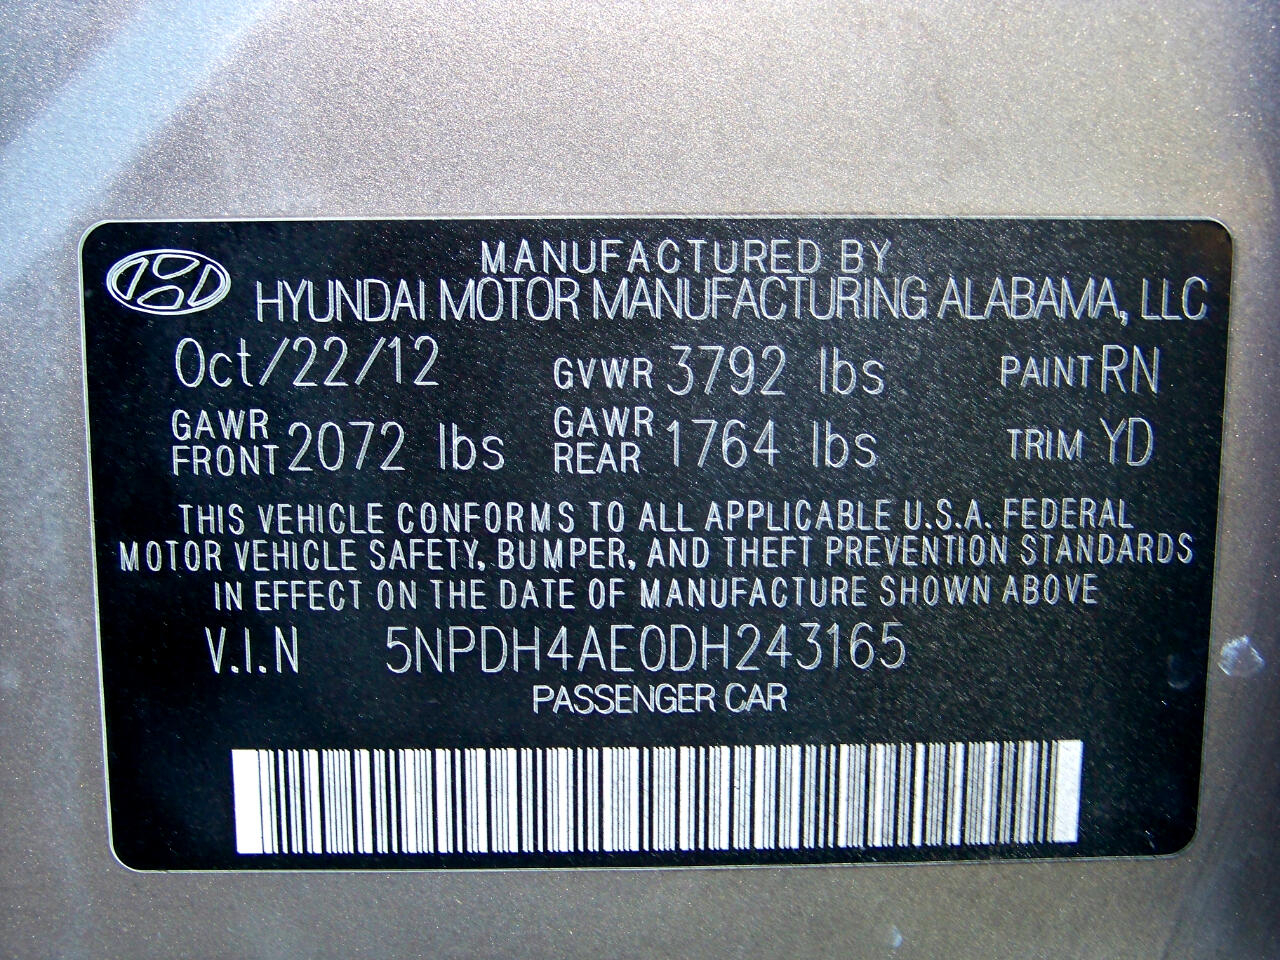 MANUFACTURED BY
HYUNDAI MOTOR MANUFACTURING ALABAMA, LLC
Oct/22/12 GVWR 3792 lbs PAINT RN
GAWR FRONT 2072 lbs GAWR REAR 1764 lbs TRIM YD
THIS VEHICLE CONFORMS TO ALL APPLICABLE U.S.A. FEDERAL
MOTOR VEHICLE SAFETY, BUMPER, AND THEFT PREVENTION STANDARDS
IN EFFECT ON THE DATE OF MANUFACTURE SHOWN ABOVE
V.I.N 5NPDH4AE0DH243165
PASSENGER CAR